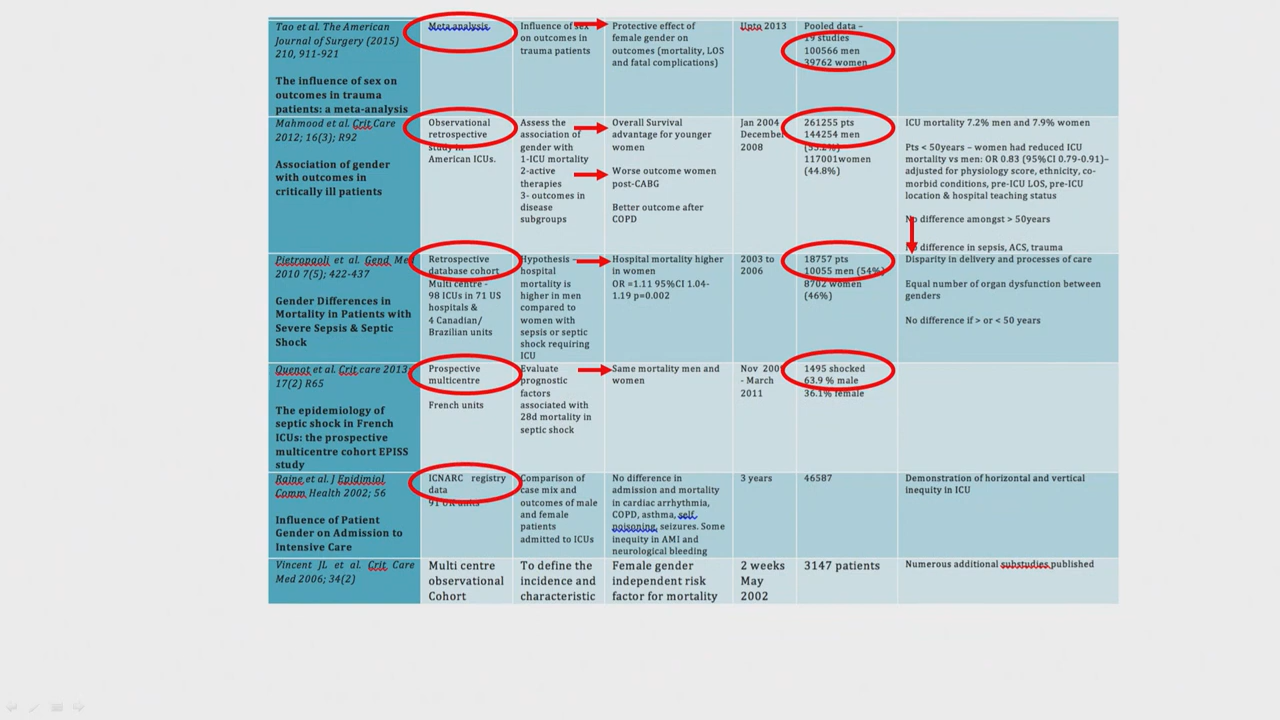 Tao et al. The American
Journal of Surgery (2015)
210, 911-921
The influence of sex on
outcomes in trauma
patients: a meta-analysis
Meta analysis
Influence of sex
on outcomes in
trauma patients
Protective effect of
female gender on
outcomes (mortality, LOS
and fatal complications)
Upto 2013
Pooled data –
19 studies
100566 men
39762 women
Mahmood et al. Crit Care
2012; 16(3); R92
Association of gender
with outcomes in
critically ill patients
Observational
retrospective
study in
American ICUs.
Assess the
association of
gender with
1-ICU mortality
2-active
therapies
3- outcomes in
disease
subgroups
Overall Survival
advantage for younger
women
Worse outcome women
post-CABG
Better outcome after
COPD
Jan 2004
December
2008
261255 pts
144254 men
(55.2%)
117001women
(44.8%)
ICU mortality 7.2% men and 7.9% women
Pts < 50years – women had reduced ICU
mortality vs men: OR 0.83 (95%CI 0.79-0.91)–
adjusted for physiology score, ethnicity, co-
morbid conditions, pre-ICU LOS, pre-ICU
location & hospital teaching status
No difference amongst > 50years
No difference in sepsis, ACS, trauma
Pietropaoli et al. Gend Med
2010 7(5); 422-437
Gender Differences in
Mortality in Patients with
Severe Sepsis & Septic
Shock
Retrospective
database cohort
Multi centre -
98 ICUs in 71 US
hospitals &
4 Canadian/
Brazilian units
Hypothesis –
hospital
mortality is
higher in men
compared to
women with
sepsis or septic
shock requiring
ICU
Hospital mortality higher
in women
OR =1.11 95%CI 1.04-
1.19 p=0.002
2003 to
2006
18757 pts
10055 men (54%)
8702 women
(46%)
Disparity in delivery and processes of care
Equal number of organ dysfunction between
genders
No difference if > or < 50 years
Quenot et al. Crit care 2013;
17(2) R65
The epidemiology of
septic shock in French
ICUs: the prospective
multicentre cohort EPISS
study
Prospective
multicentre
French units
Evaluate
prognostic
factors
associated with
28d mortality in
septic shock
Same mortality men and
women
Nov 2009
- March
2011
1495 shocked
63.9 % male
36.1% female
Raine et al. J Epidimiol
Comm Health 2002; 56
Influence of Patient
Gender on Admission to
Intensive Care
ICNARC registry
data
91 UK units
Comparison of
case mix and
outcomes of male
and female
patients
admitted to ICUs
No difference in
admission and mortality
in cardiac arrhythmia,
COPD, asthma, self
poisoning, seizures. Some
inequity in AMI and
neurological bleeding
3 years
46587
Demonstration of horizontal and vertical
inequity in ICU
Vincent JL et al. Crit Care
Med 2006; 34(2)
Multi centre
observational
Cohort
To define the
incidence and
characteristic
Female gender
independent risk
factor for mortality
2 weeks
May
2002
3147 patients
Numerous additional substudies published